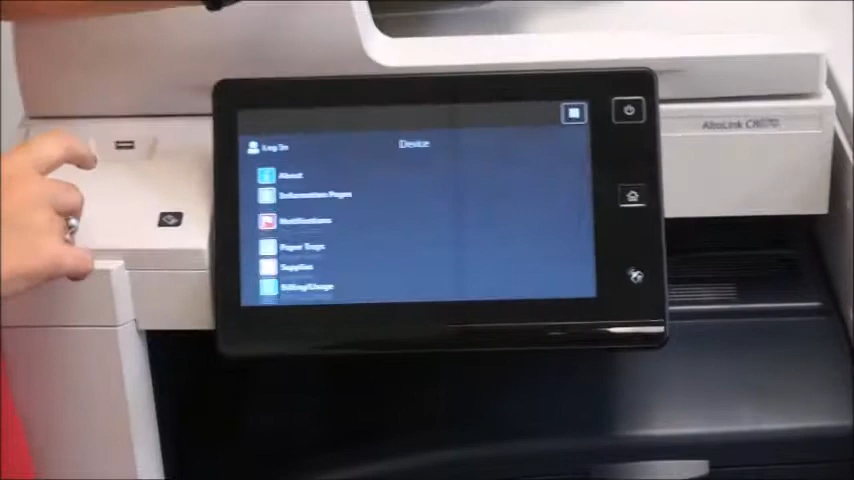 AltaLink C8070
Log In
Device
About
Information Pages
Notifications
Paper Trays
Supplies
Billing/Usage